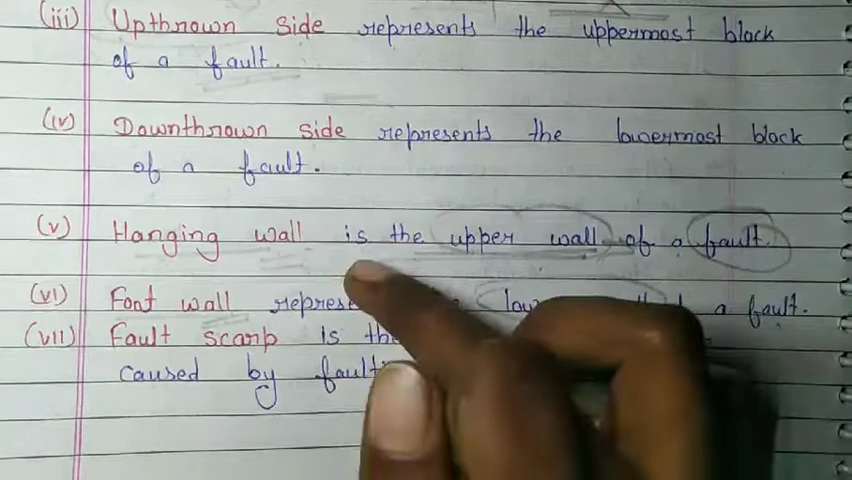 (iii) Upthrown side represents the uppermost block
of a fault.
(iv) Downthrown side represents the lowermost block
of a fault.
(v) Hanging wall is the upper wall of a fault.
(vi) Foot wall a fault.
(vii) Fault scarp is
caused by